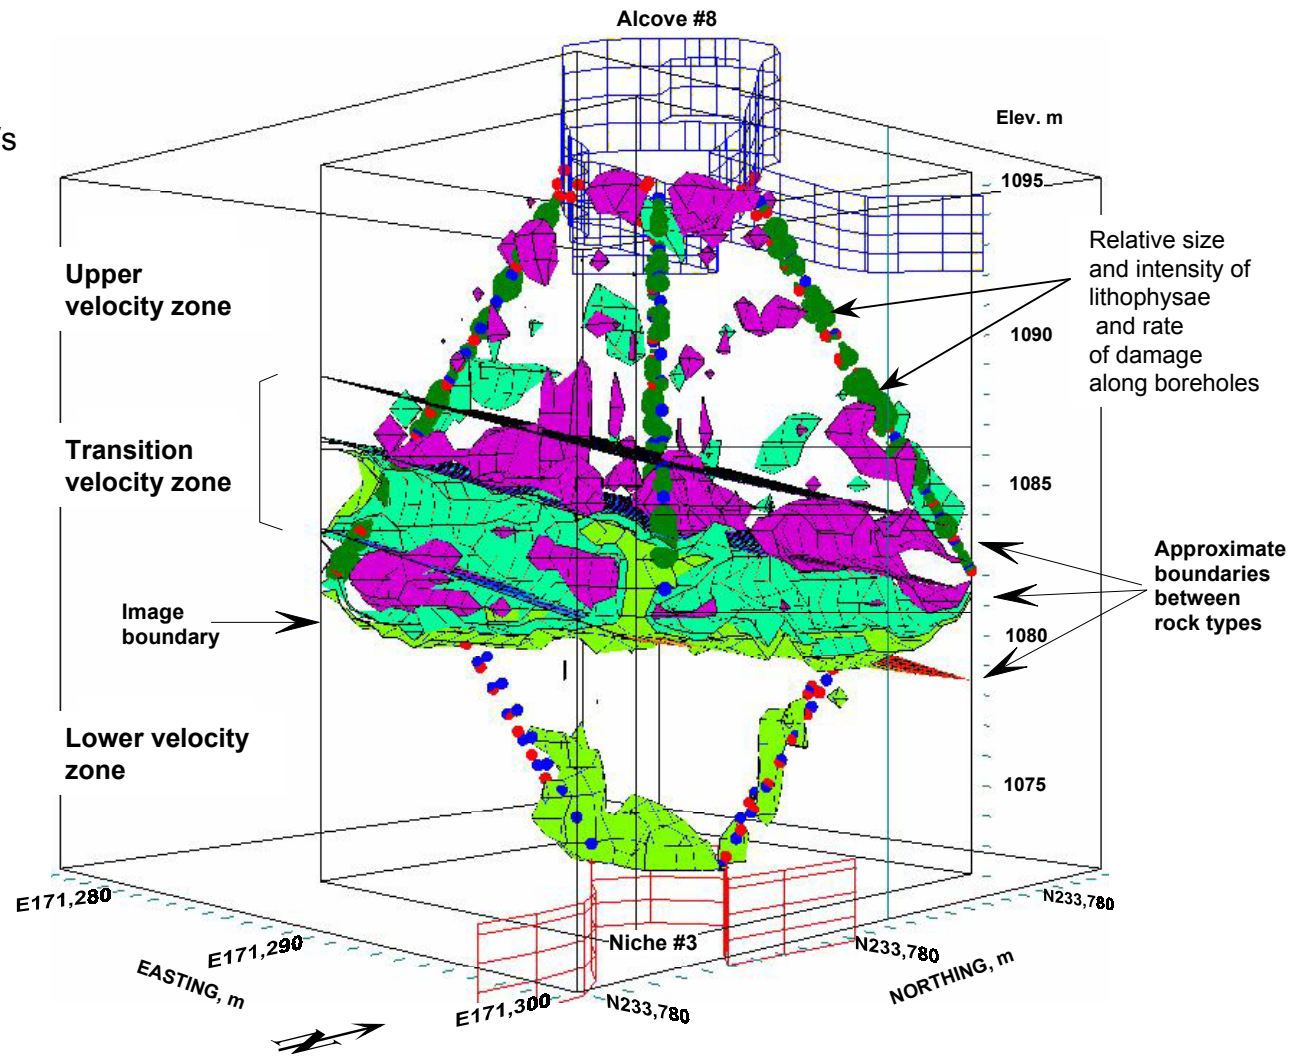 Alcove #8
Elev. m
s
1095
Upper
velocity zone
Relative size
and intensity of
lithophysae
and rate
of damage
along boreholes
1090
Transition
velocity zone
1085
Approximate
boundaries
between
rock types
Image
boundary
1080
Lower velocity
zone
1075
E171,280
N233,780
E171,290
Niche #3
N233,780
EASTING, m
NORTHING, m
E171,300
N233,780